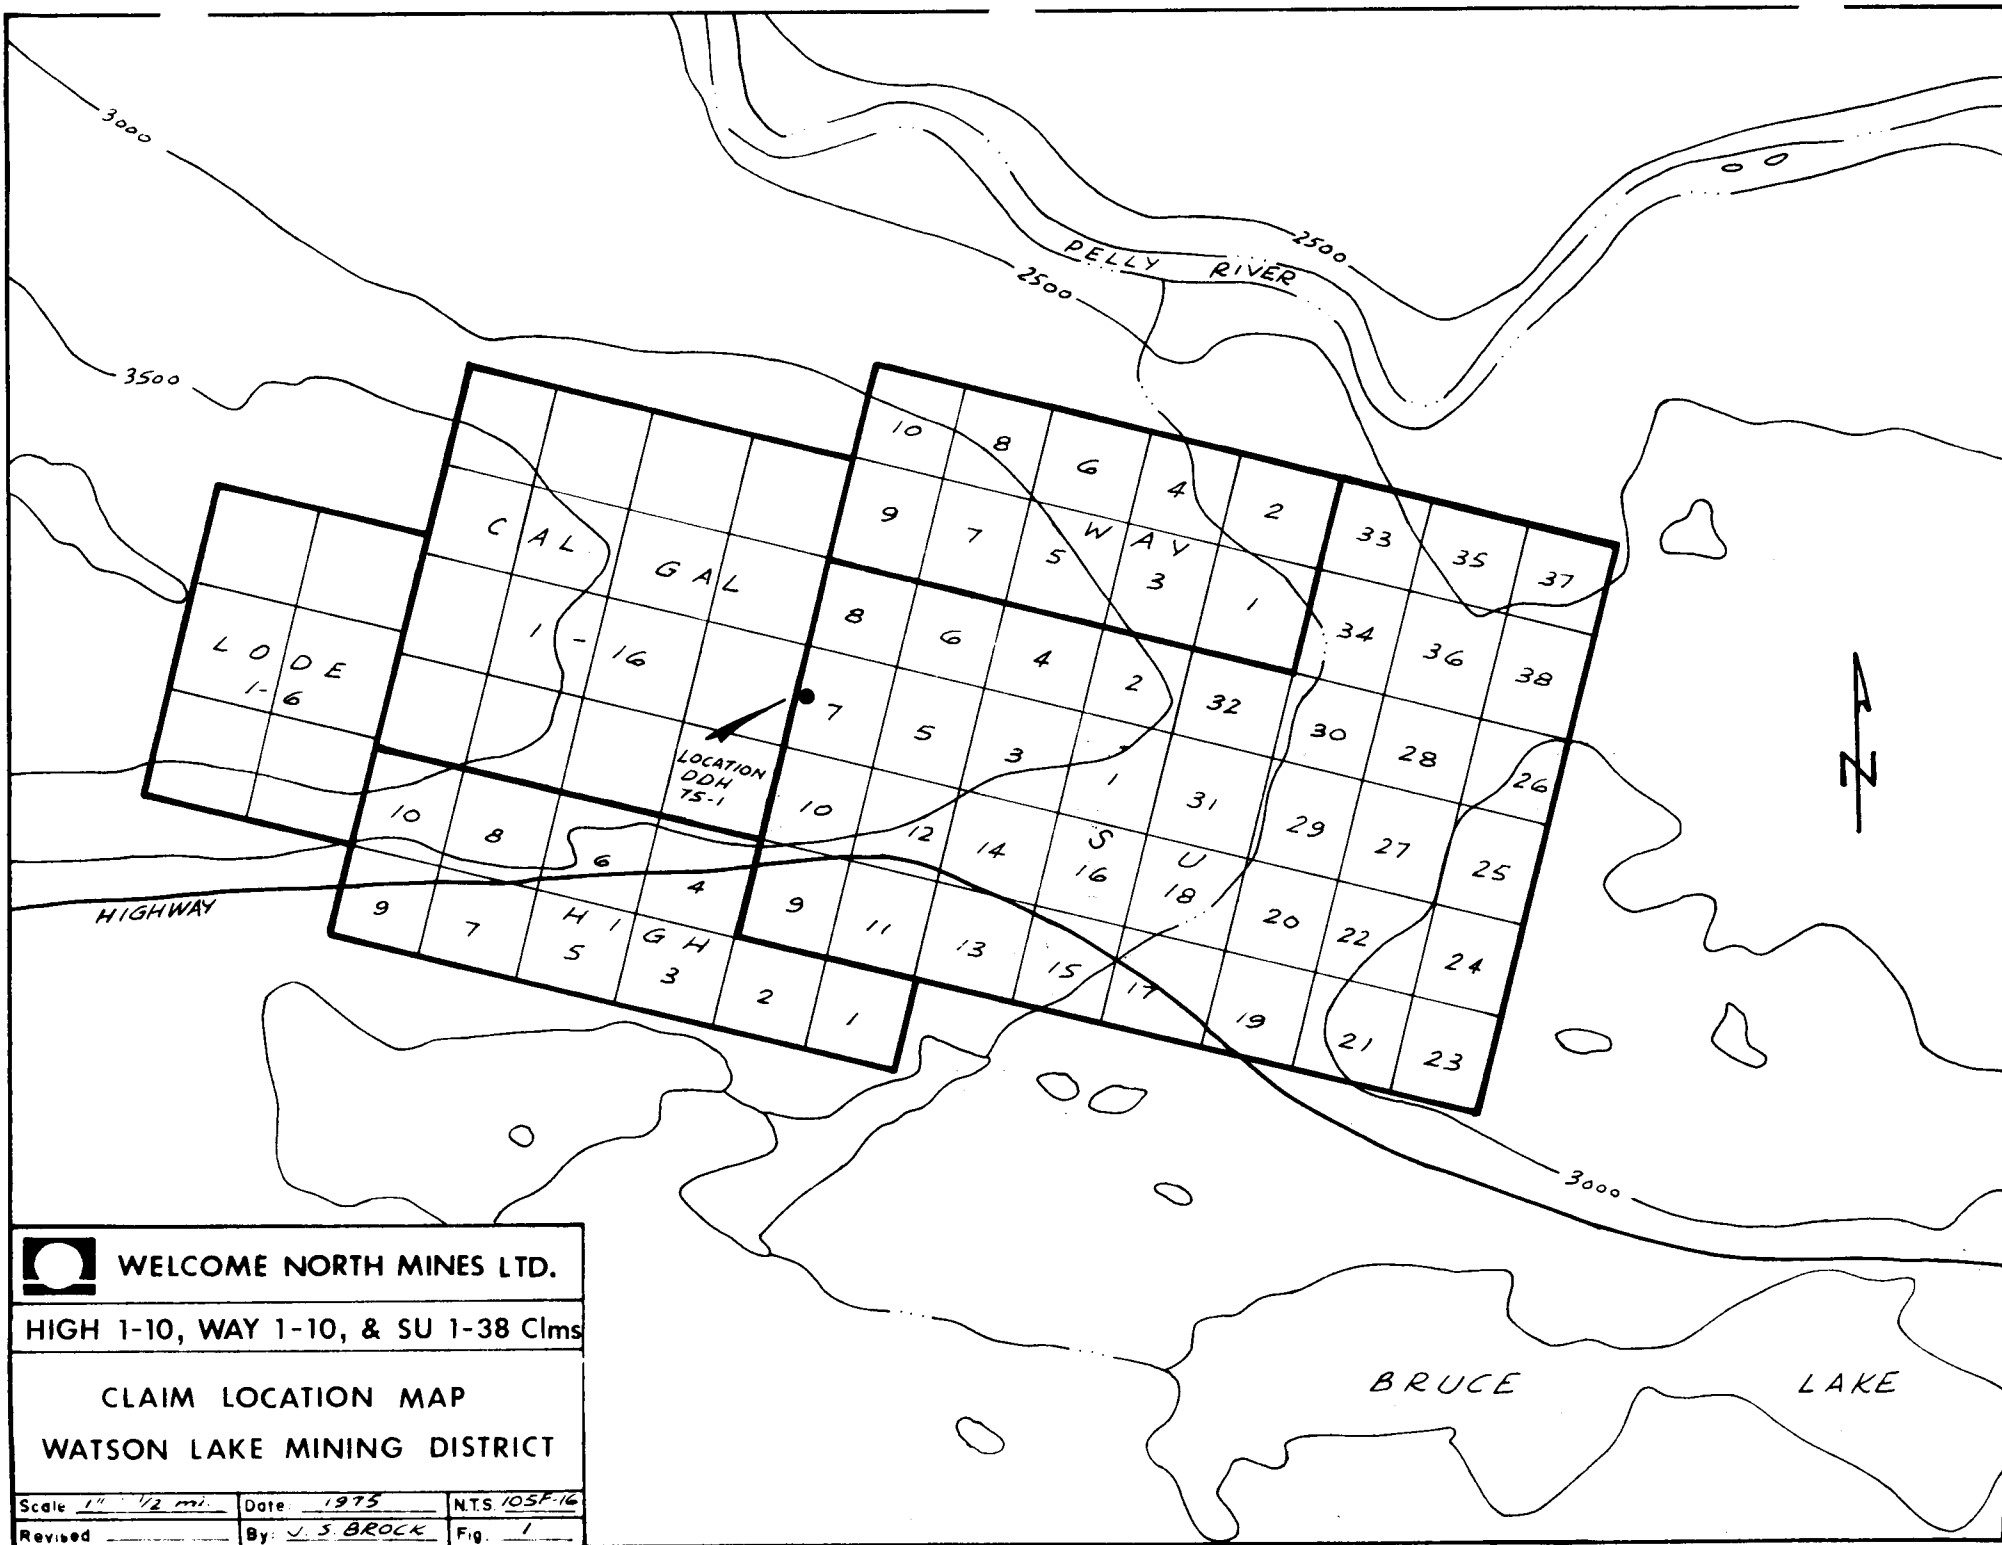 3000
2500
PELLY RIVER
2500
3500
10 8 6 4 2
9 7 5 3 1
WAY
33 35 37
34 36 38
CAL GAL
1 - 16
LODE
1-6
8 6 4 2 32 30 28 26
7 5 3 1 31 29 27 25
LOCATION
DDH
75-1
SU
10 12 14 16 18 20 22 24
9 11 13 15 17 19 21 23
10 8 6 4
9 7 5 3 2 1
HIGH
HIGHWAY
N
3000
BRUCE LAKE
WELCOME NORTH MINES LTD.
HIGH 1-10, WAY 1-10, & SU 1-38 Clms
CLAIM LOCATION MAP
WATSON LAKE MINING DISTRICT
Scale 1" 1/2 mi. Date: 1975 N.T.S. 105F-16
Revised By: J. S. BROCK Fig. 1